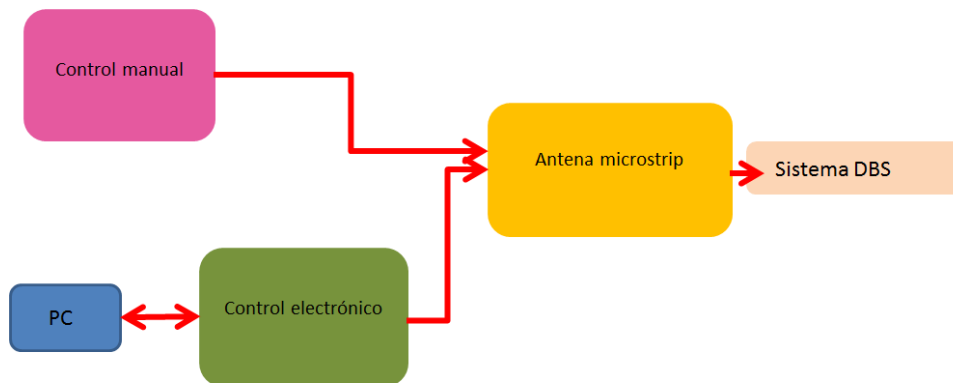 Control manual
Antena microstrip
Sistema DBS
Control electrónico
PC